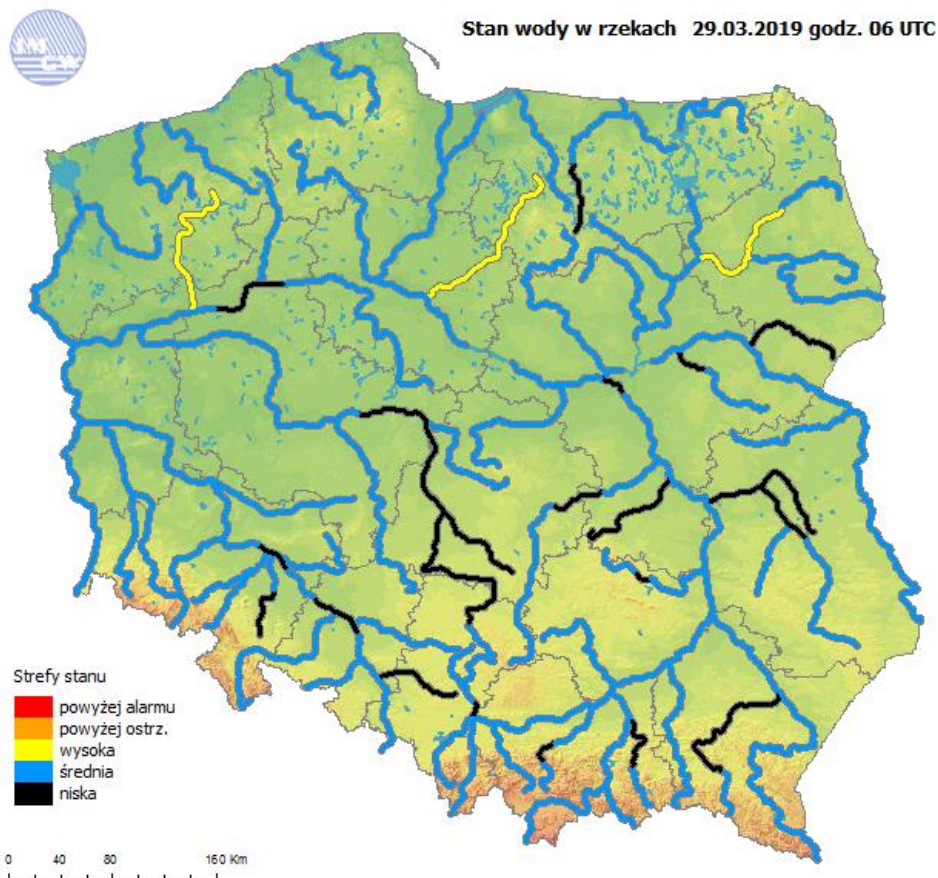 IMGW
Stan wody w rzekach 29.03.2019 godz. 06 UTC
Strefy stanu
powyżej alarmu
powyżej ostrz.
wysoka
średnia
niska
0 40 80 160 Km